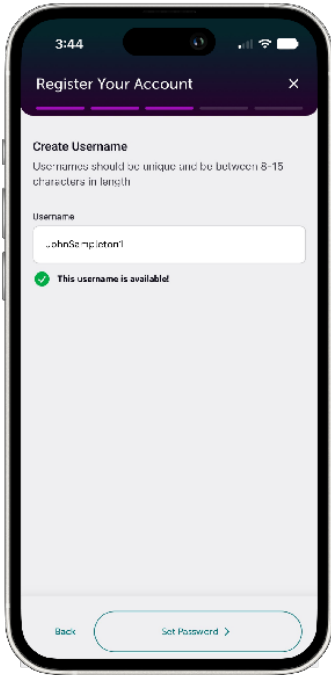 3:44
Register Your Account
Create Username
Usernames should be unique and be between 8-15
characters in length
Username
JohnSampleton1
This username is available!
Back
Set Password